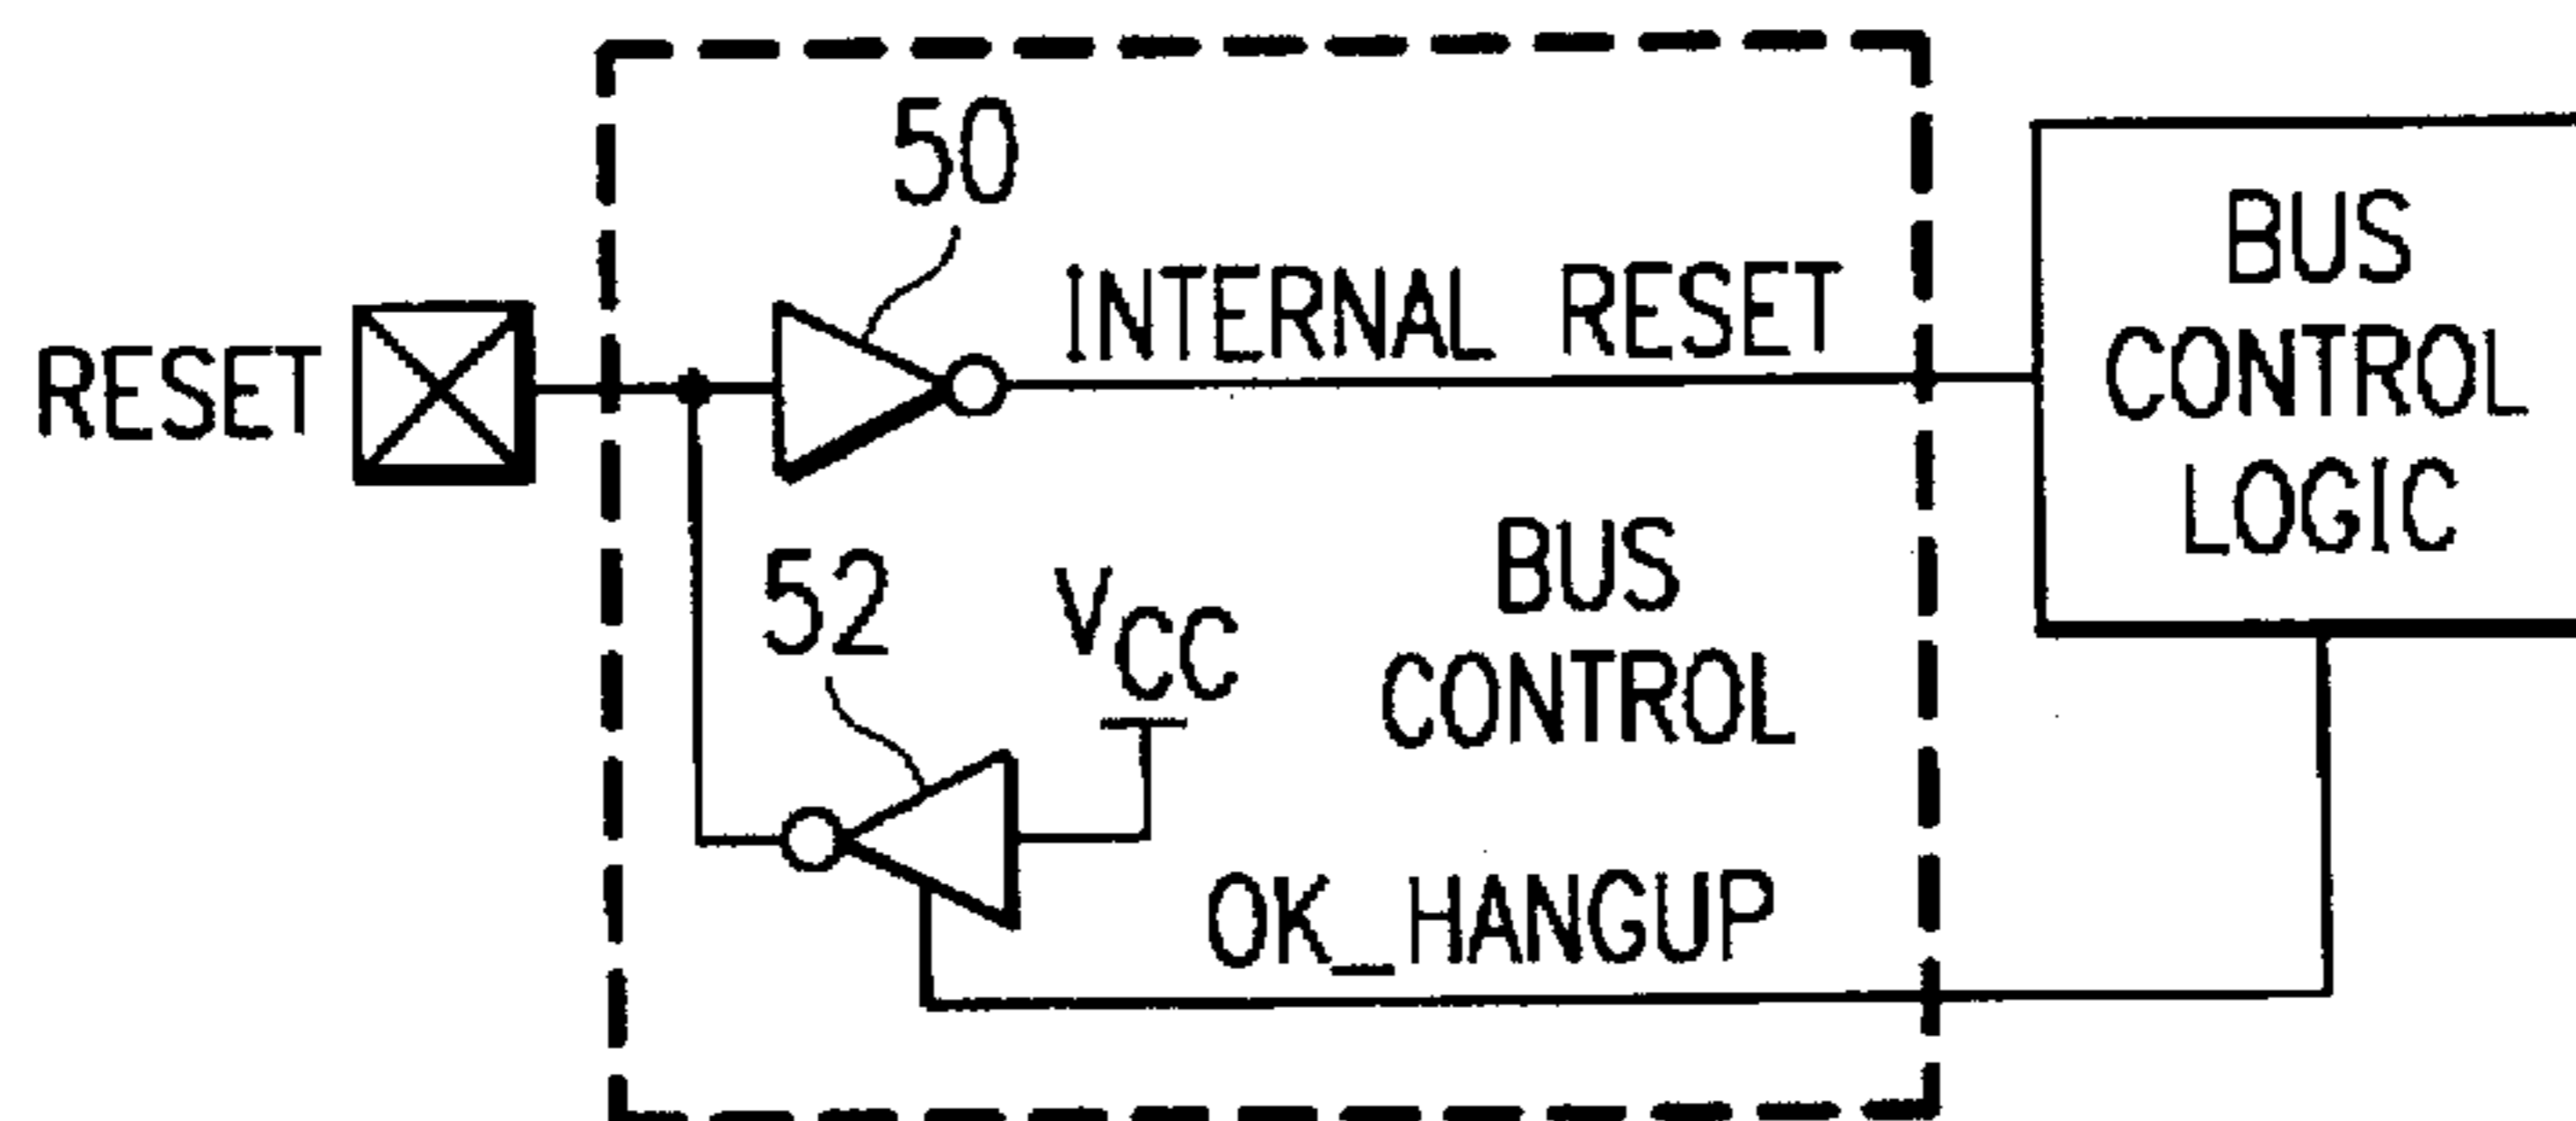 50
INTERNAL RESET
RESET
BUS
CONTROL
LOGIC
52
VCC
BUS
CONTROL
OK_HANGUP